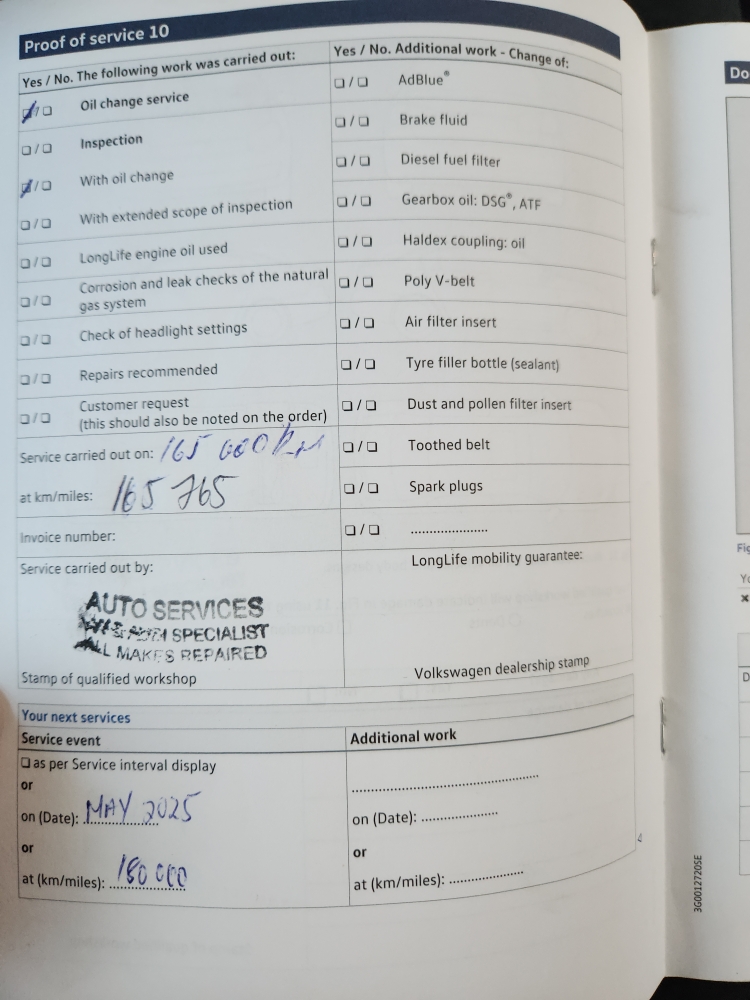 Proof of service 10
Yes / No. The following work was carried out:
❑ / ❑ Oil change service
❑ / ❑ Inspection
❑ / ❑ With oil change
❑ / ❑ With extended scope of inspection
❑ / ❑ LongLife engine oil used
❑ / ❑ Corrosion and leak checks of the natural
gas system
❑ / ❑ Check of headlight settings
❑ / ❑ Repairs recommended
❑ / ❑ Customer request
(this should also be noted on the order)
Service carried out on: 165 000 km
at km/miles: 165 765
Invoice number:
Service carried out by:
AUTO SERVICES
SPECIALIST
ALL MAKES REPAIRED
Stamp of qualified workshop
Yes / No. Additional work - Change of:
❑ / ❑ AdBlue®
❑ / ❑ Brake fluid
❑ / ❑ Diesel fuel filter
❑ / ❑ Gearbox oil: DSG®, ATF
❑ / ❑ Haldex coupling: oil
❑ / ❑ Poly V-belt
❑ / ❑ Air filter insert
❑ / ❑ Tyre filler bottle (sealant)
❑ / ❑ Dust and pollen filter insert
❑ / ❑ Toothed belt
❑ / ❑ Spark plugs
❑ / ❑ .....................
LongLife mobility guarantee:
Volkswagen dealership stamp
Your next services
Service event
❑ as per Service interval display
or
on (Date): MAY 2025
or
at (km/miles): 180 000
Additional work
..................................................
on (Date): ....................
or
at (km/miles): ....................
3G0012720SE
Do
Fig
Yo
D